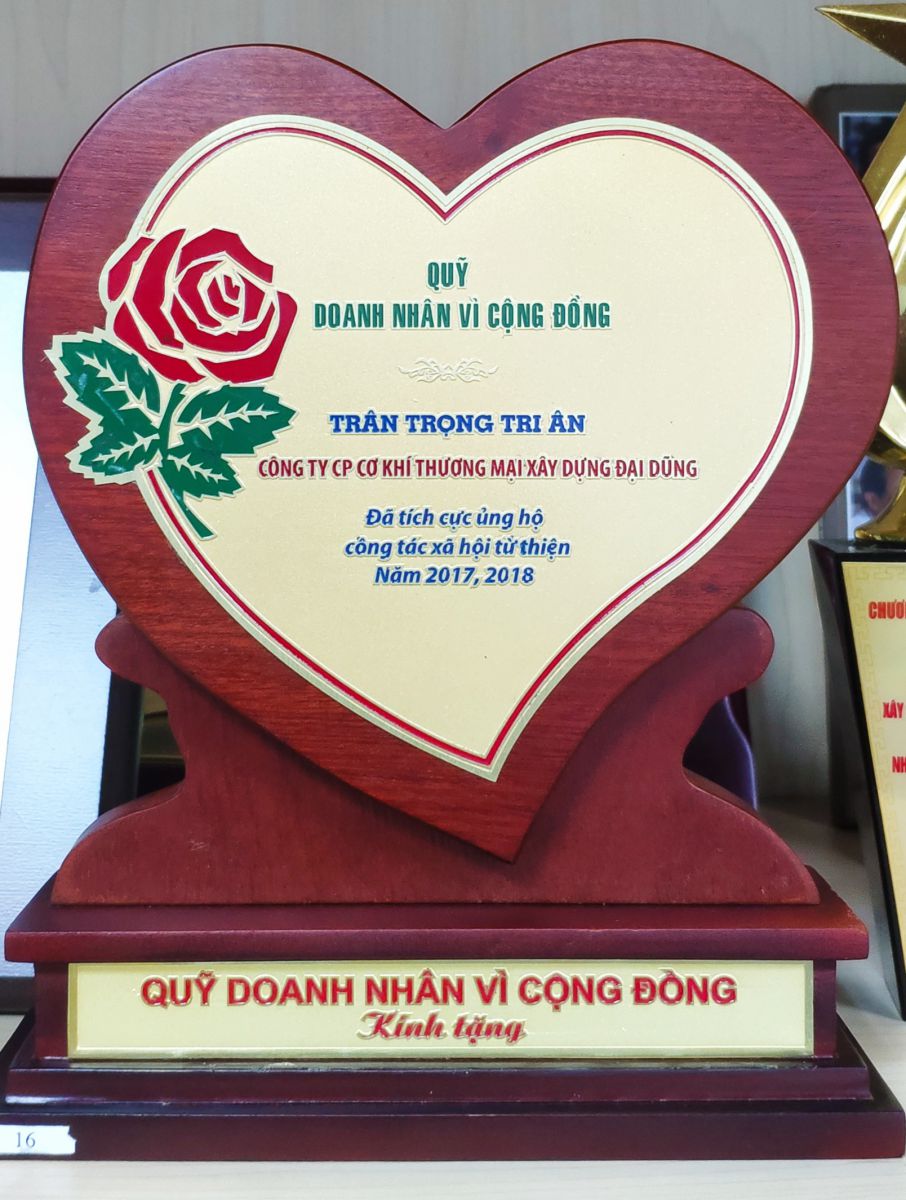 QUỸ
DOANH NHÂN VÌ CỘNG ĐỒNG
TRÂN TRỌNG TRI ÂN
CÔNG TY CP CƠ KHÍ THƯƠNG MẠI XÂY DỰNG ĐẠI DŨNG
Đã tích cực ủng hộ
công tác xã hội từ thiện
Năm 2017, 2018
QUỸ DOANH NHÂN VÌ CỘNG ĐỒNG
Kính tặng
16
XÂY